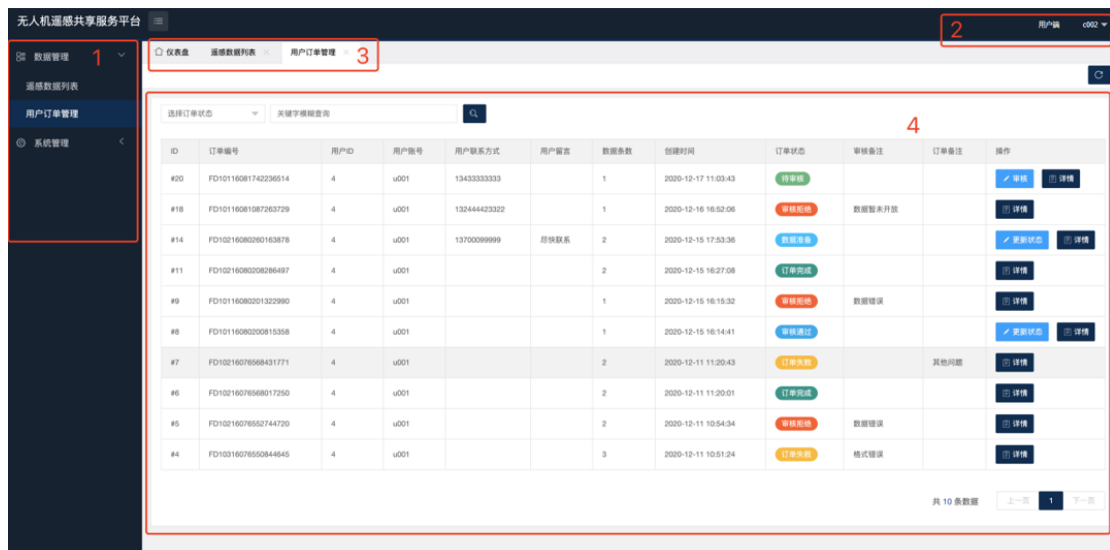 无人机遥感共享服务平台
2
用户端 c002
数据管理 1
仪表盘 遥感数据列表 用户订单管理 3
遥感数据列表
用户订单管理
系统管理
选择订单状态 关键字模糊查询
4
ID 订单编号 用户ID 用户账号 用户联系方式 用户留言 数据条数 创建时间 订单状态 审核备注 订单备注 操作
#20 FD10116081742236514 4 u001 13433333333 1 2020-12-17 11:03:43 待审核 审核 详情
#18 FD10116081087263729 4 u001 132444423322 1 2020-12-16 16:52:06 审核拒绝 数据暂未开放 详情
#14 FD10216080260163878 4 u001 13700099999 尽快联系 2 2020-12-15 17:53:36 数据准备 更新状态 详情
#11 FD10216080208286497 4 u001 2 2020-12-15 16:27:08 订单完成 详情
#9 FD10116080201322990 4 u001 1 2020-12-15 16:15:32 审核拒绝 数据错误 详情
#8 FD10116080200815358 4 u001 1 2020-12-15 16:14:41 审核通过 更新状态 详情
#7 FD10216076568431771 4 u001 2 2020-12-11 11:20:43 订单失败 其他问题 详情
#6 FD10216076568017250 4 u001 2 2020-12-11 11:20:01 订单完成 详情
#5 FD10216076552744720 4 u001 2 2020-12-11 10:54:34 审核拒绝 数据错误 详情
#4 FD10316076550844645 4 u001 3 2020-12-11 10:51:24 订单失败 格式错误 详情
共 10 条数据 上一页 1 下一页